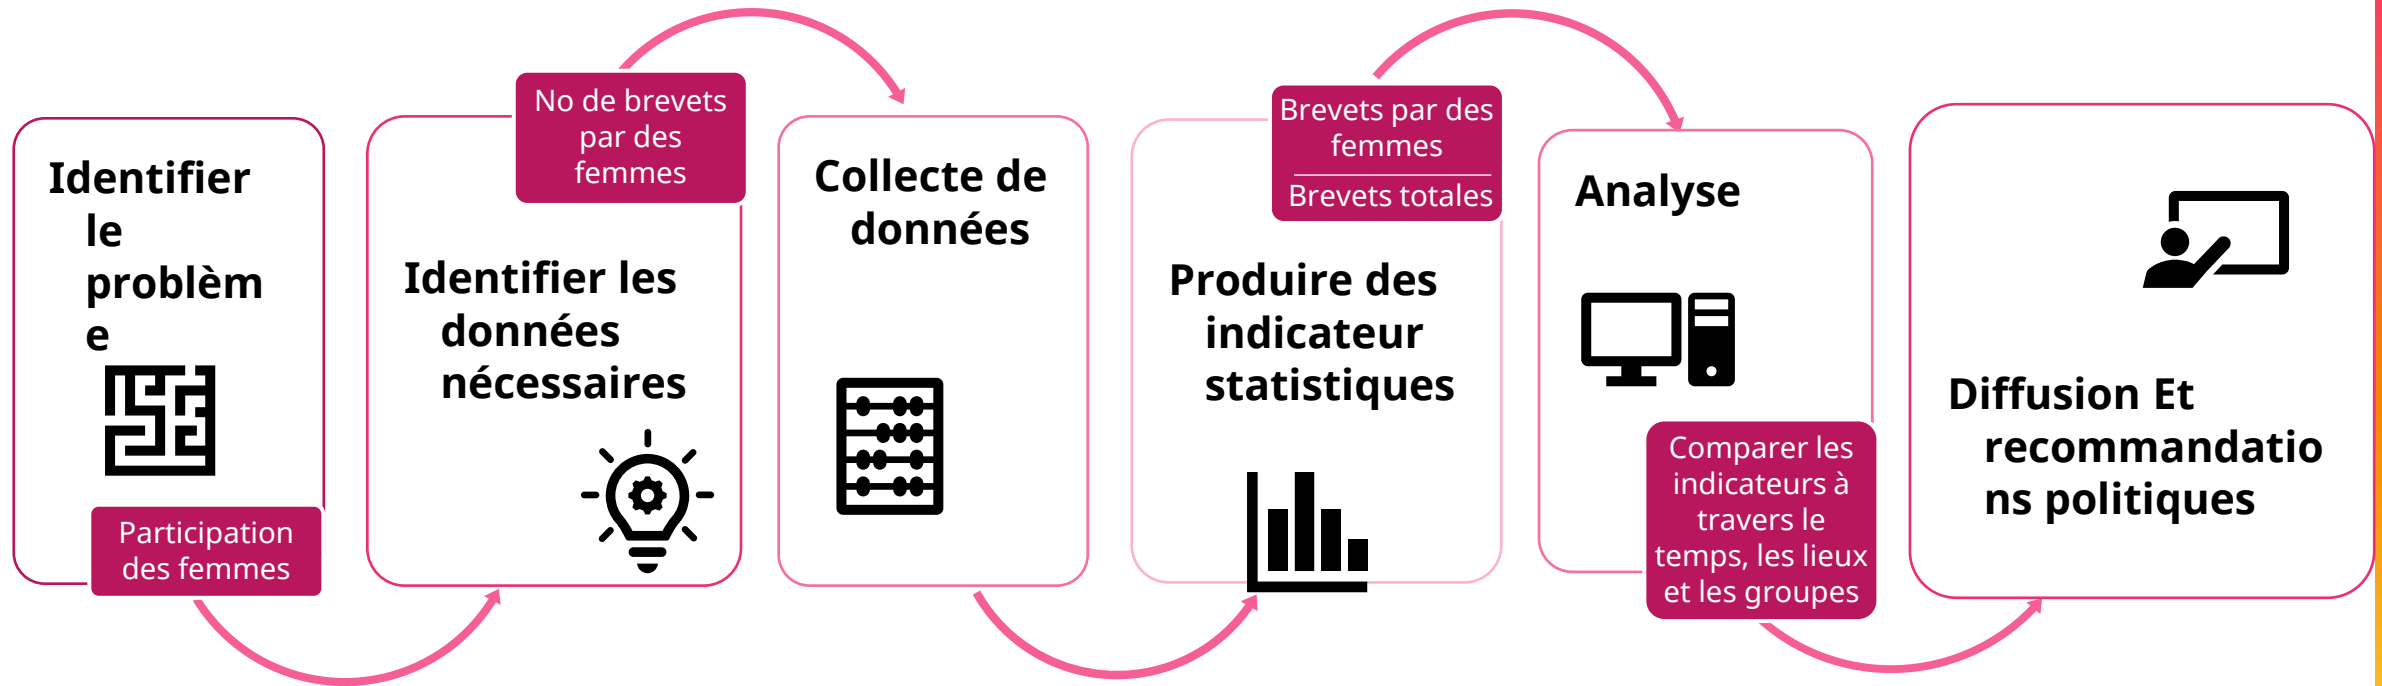 Identifier
le
problèm
e
Participation
des femmes
No de brevets
par des
femmes
Identifier les
données
nécessaires
Collecte de
données
Brevets par des
femmes
Brevets totales
Produire des
indicateur
statistiques
Analyse
Comparer les
indicateurs à
travers le
temps, les lieux
et les groupes
Diffusion Et
recommandatio
ns politiques